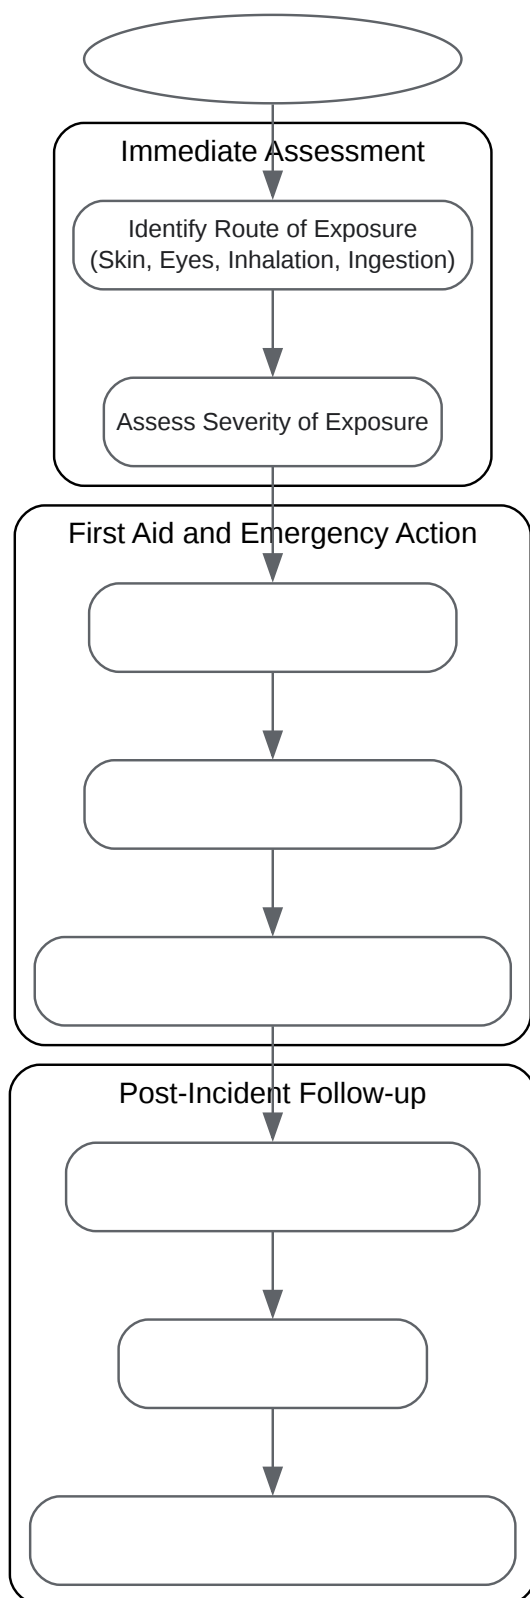 Immediate Assessment
Identify Route of Exposure
(Skin, Eyes, Inhalation, Ingestion)
Assess Severity of Exposure
First Aid and Emergency Action
Post-Incident Follow-up